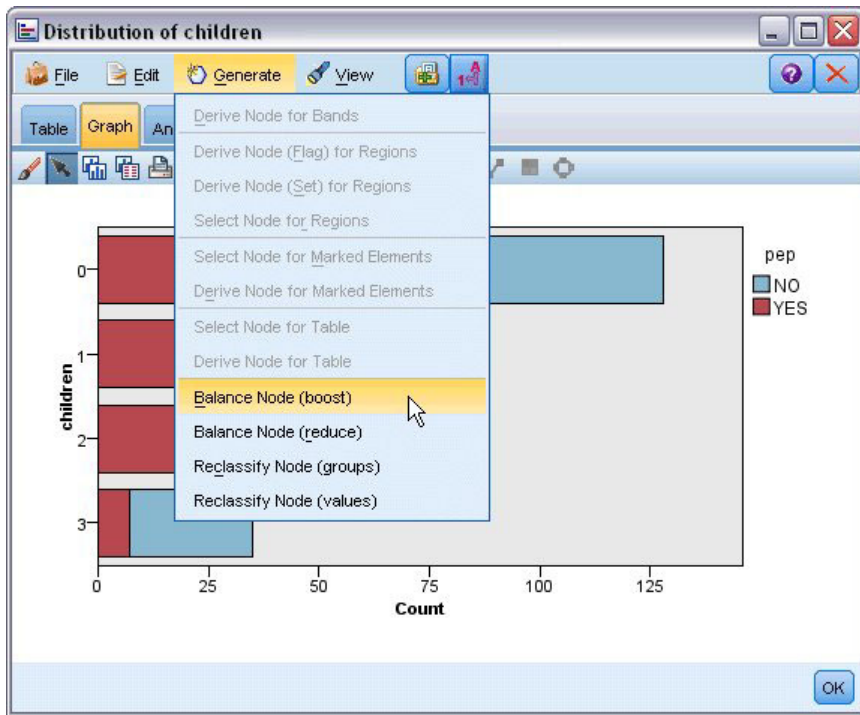 Distribution of children
File Edit Generate View
Table Graph An
Derive Node for Bands
Derive Node (Flag) for Regions
Derive Node (Set) for Regions
Select Node for Regions
Select Node for Marked Elements
Derive Node for Marked Elements
Select Node for Table
Derive Node for Table
Balance Node (boost)
Balance Node (reduce)
Reclassify Node (groups)
Reclassify Node (values)
children
0
1
2
3
0 25 50 75 100 125
Count
pep
NO
YES
OK